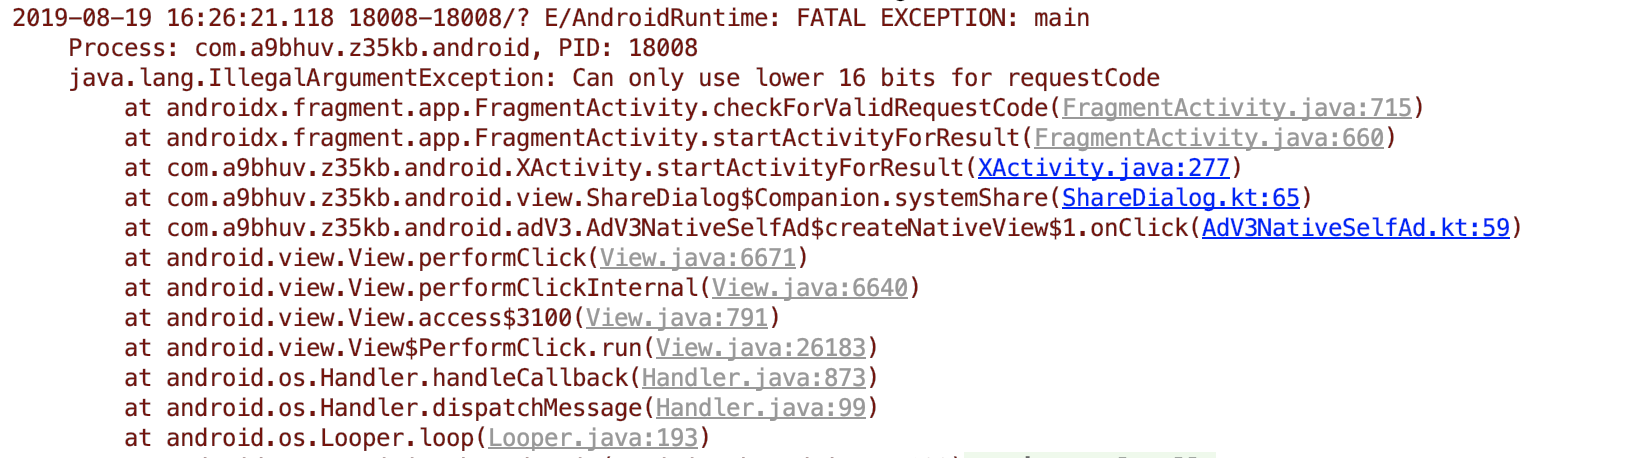 2019-08-19 16:26:21.118 18008-18008/? E/AndroidRuntime: FATAL EXCEPTION: main
Process: com.a9bhuv.z35kb.android, PID: 18008
java.lang.IllegalArgumentException: Can only use lower 16 bits for requestCode
at androidx.fragment.app.FragmentActivity.checkForValidRequestCode(FragmentActivity.java:715)
at androidx.fragment.app.FragmentActivity.startActivityForResult(FragmentActivity.java:660)
at com.a9bhuv.z35kb.android.XActivity.startActivityForResult(XActivity.java:277)
at com.a9bhuv.z35kb.android.view.ShareDialog$Companion.systemShare(ShareDialog.kt:65)
at com.a9bhuv.z35kb.android.adV3.AdV3NativeSelfAd$createNativeView$1.onClick(AdV3NativeSelfAd.kt:59)
at android.view.View.performClick(View.java:6671)
at android.view.View.performClickInternal(View.java:6640)
at android.view.View.access$3100(View.java:791)
at android.view.View$PerformClick.run(View.java:26183)
at android.os.Handler.handleCallback(Handler.java:873)
at android.os.Handler.dispatchMessage(Handler.java:99)
at android.os.Looper.loop(Looper.java:193)